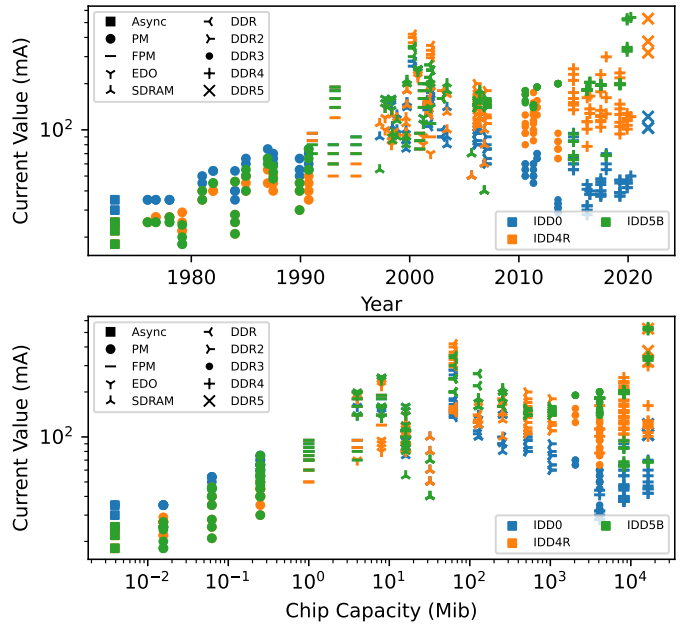 Current Value (mA)
10²
Async
PM
FPM
EDO
SDRAM
DDR
DDR2
DDR3
DDR4
DDR5
IDD0
IDD4R
IDD5B
1980 1990 2000 2010 2020
Year
Current Value (mA)
10²
Async
PM
FPM
EDO
SDRAM
DDR
DDR2
DDR3
DDR4
DDR5
IDD0
IDD4R
IDD5B
10⁻² 10⁻¹ 10⁰ 10¹ 10² 10³ 10⁴
Chip Capacity (Mib)